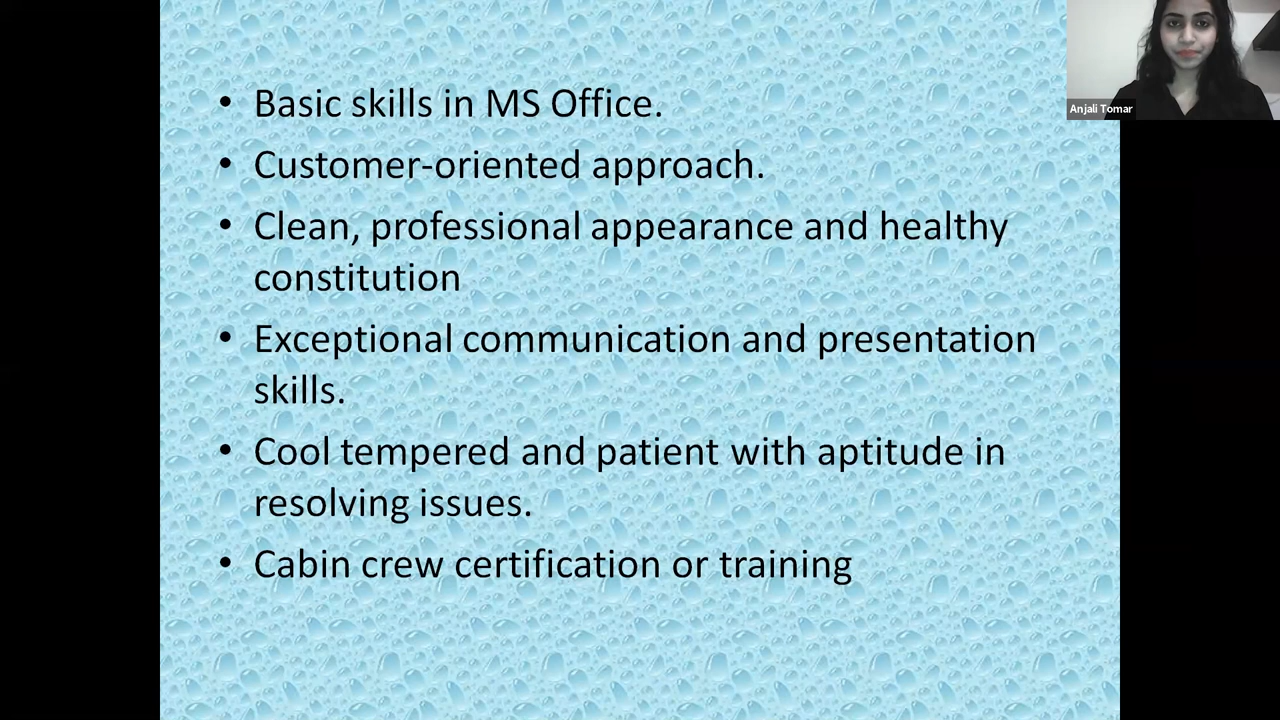 • Basic skills in MS Office.
• Customer-oriented approach.
• Clean, professional appearance and healthy
constitution
• Exceptional communication and presentation
skills.
• Cool tempered and patient with aptitude in
resolving issues.
• Cabin crew certification or training
Anjali Tomar